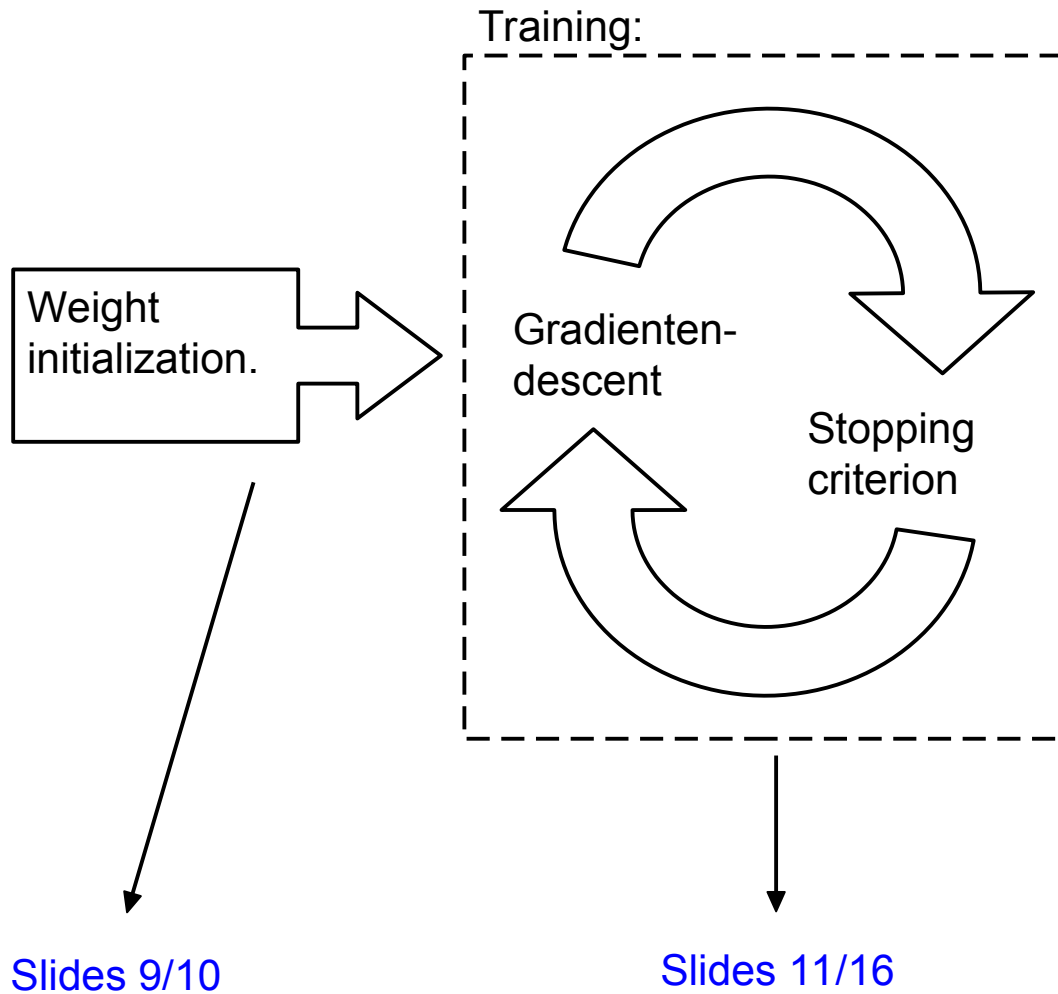 Training:
Weight
initialization.
Gradienten-
descent
Stopping
criterion
Slides 9/10
Slides 11/16